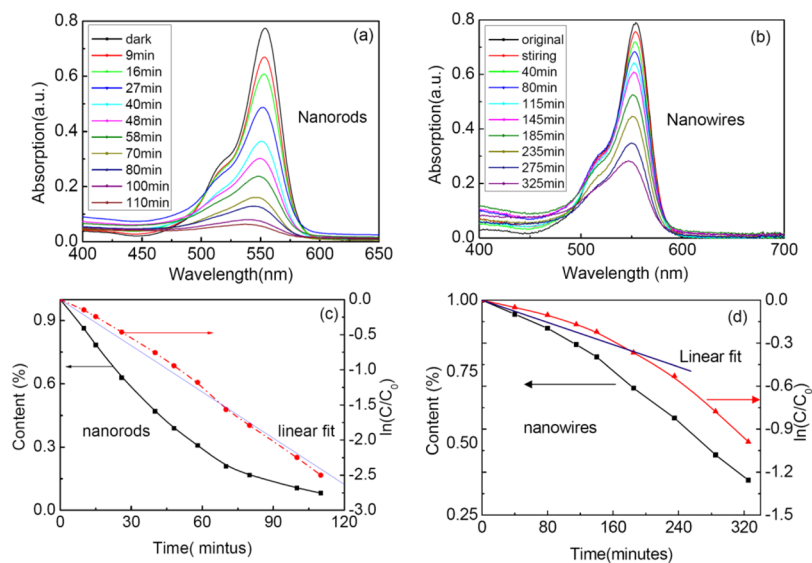 (a)
dark
9min
16min
27min
40min
48min
58min
70min
80min
100min
110min
Nanorods
0.8
0.6
0.4
0.2
0.0
400 450 500 550 600 650
Absorption(a.u.)
Wavelength(nm)
(b)
original
stiring
40min
80min
115min
145min
185min
235min
275min
325min
Nanowires
0.8
0.6
0.4
0.2
0.0
400 500 600 700
Absorption(a.u.)
Wavelength (nm)
(c)
0.9
0.6
0.3
0.0
Content (%)
nanorods
linear fit
0.0
-0.5
-1.0
-1.5
-2.0
-2.5
-3.0
ln(C/C0)
0 20 40 60 80 100 120
Time( mintus)
(d)
1.00
0.75
0.50
0.25
Content (%)
Linear fit
nanowires
0.0
-0.3
-0.6
-0.9
-1.2
ln(C/C0)
0 80 160 240 320
Time(minutes)